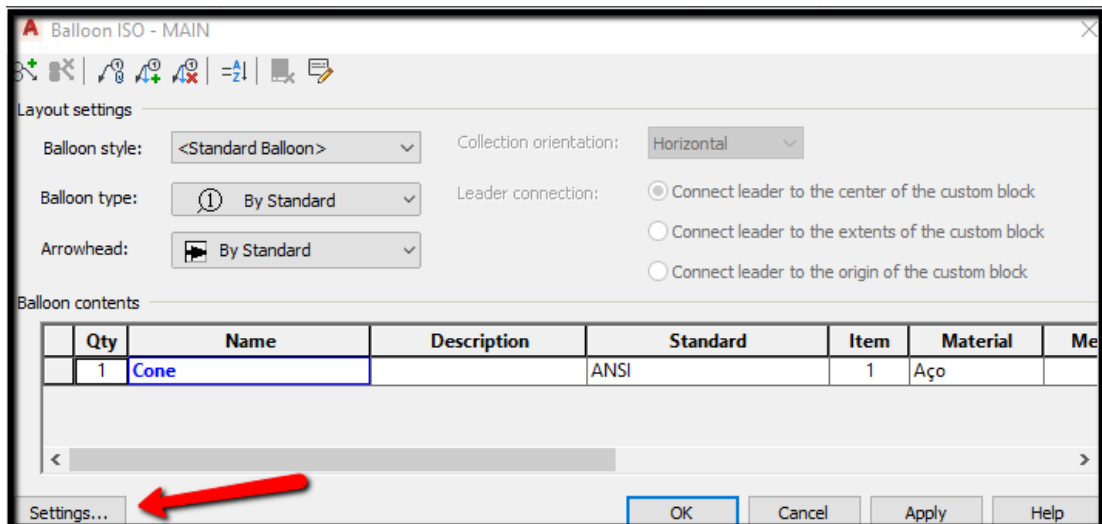 Balloon ISO - MAIN
Layout settings
Balloon style: <Standard Balloon> Collection orientation: Horizontal
Balloon type: 1 By Standard Leader connection: Connect leader to the center of the custom block
Connect leader to the extents of the custom block
Arrowhead: By Standard
Connect leader to the origin of the custom block
Balloon contents
Qty Name Description Standard Item Material Me
1 Cone ANSI 1 Aço
Settings... OK Cancel Apply Help